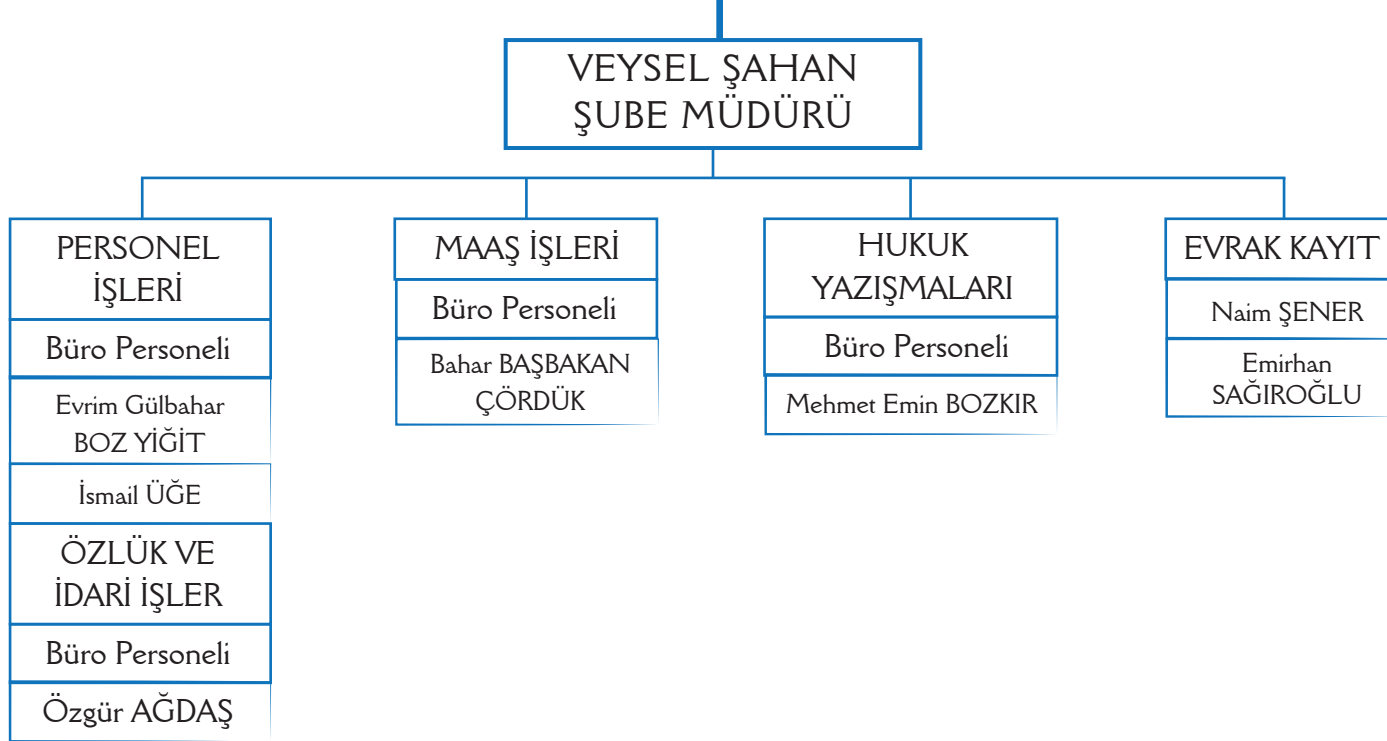 VEYSEL ŞAHAN
ŞUBE MÜDÜRÜ
PERSONEL
İŞLERİ
Büro Personeli
Evrim Gülbahar
BOZ YİĞİT
İsmail ÜĞE
ÖZLÜK VE
İDARİ İŞLER
Büro Personeli
Özgür AĞDAŞ
MAAŞ İŞLERİ
Büro Personeli
Bahar BAŞBAKAN
ÇÖRDÜK
HUKUK
YAZIŞMALARI
Büro Personeli
Mehmet Emin BOZKIR
EVRAK KAYIT
Naim ŞENER
Emirhan
SAĞIROĞLU